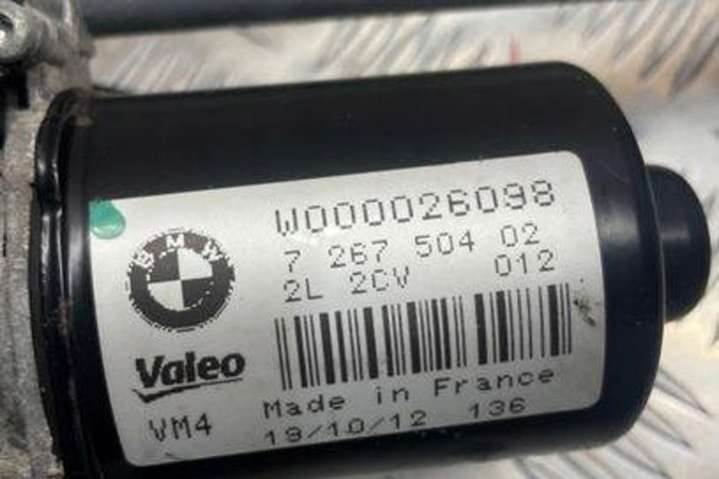 W000026098
7 267 504 02
2L 2CV 012
BMW
Valeo
Made in France
VM4
19/10/12 136